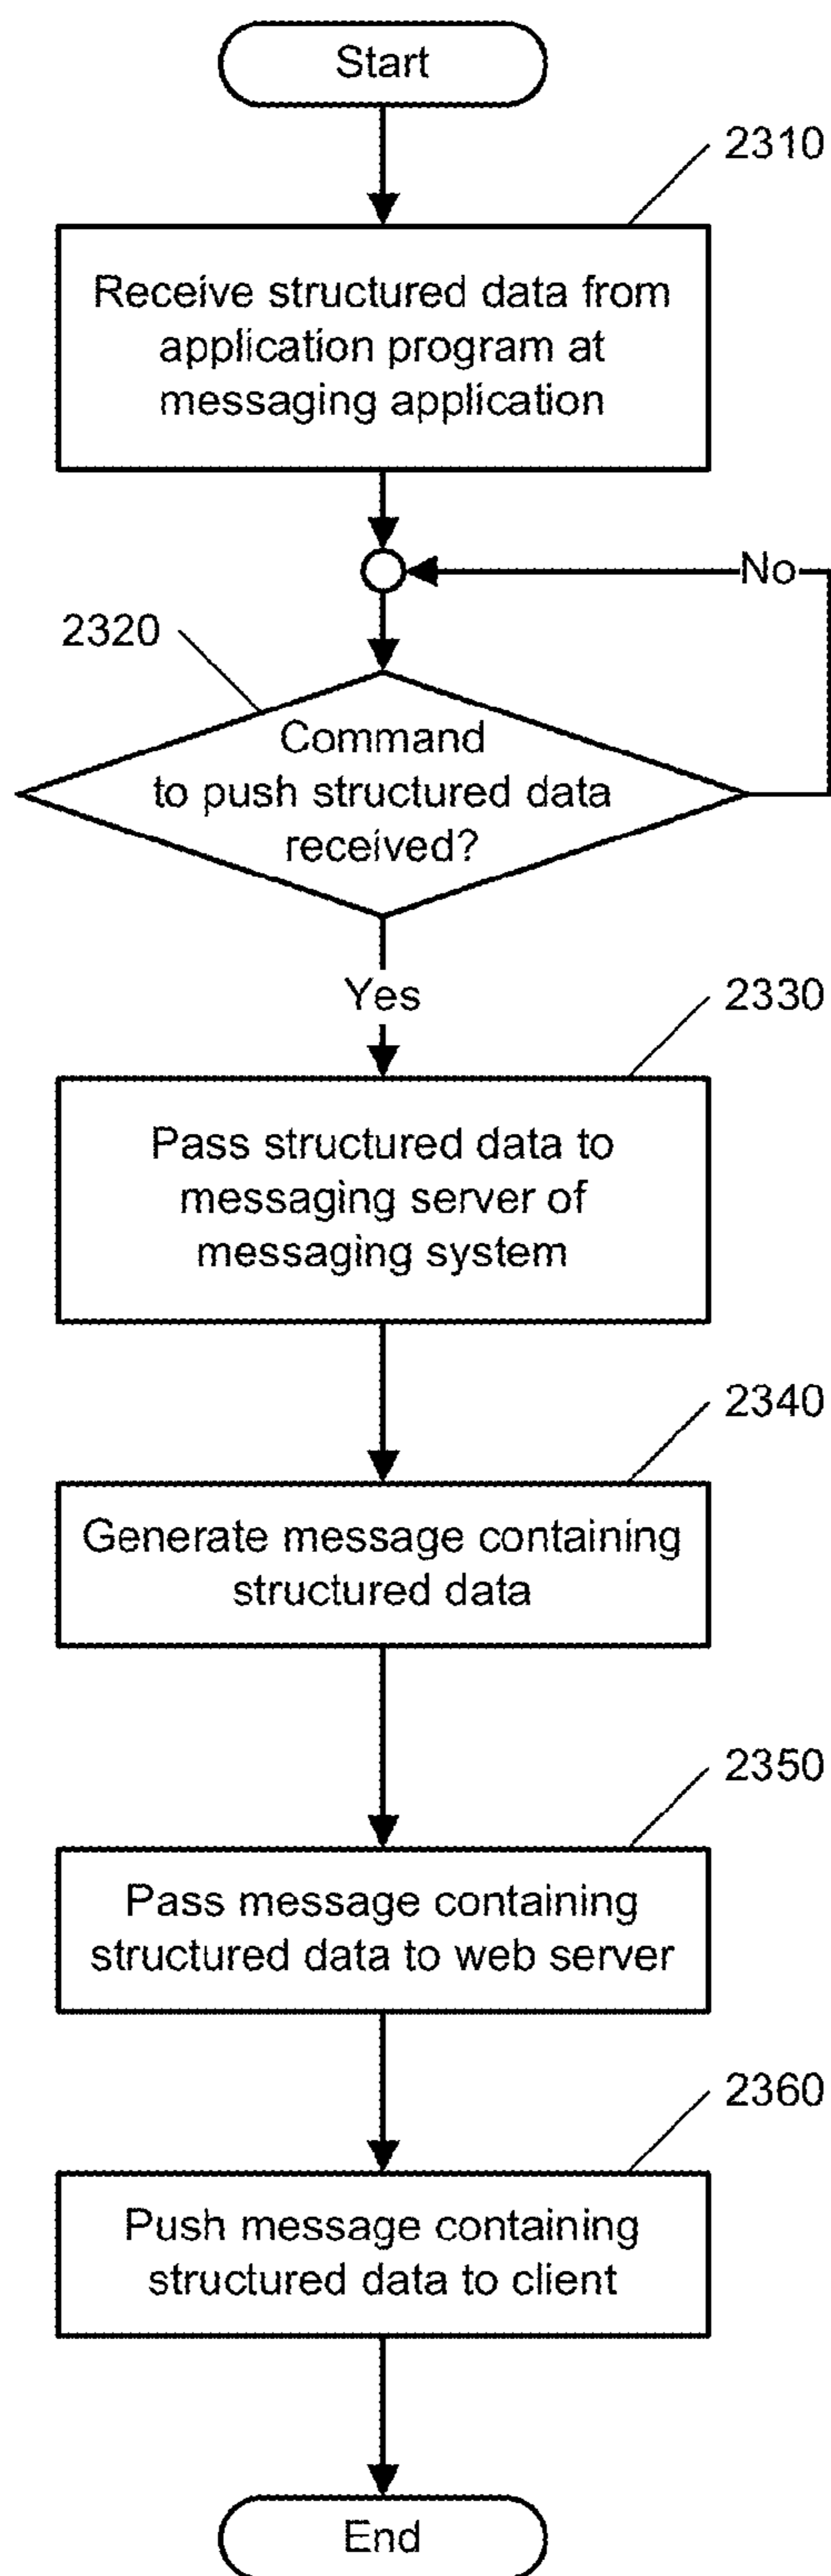 Start
2310
Receive structured data from
application program at
messaging application
No
2320
Command
to push structured data
received?
Yes
2330
Pass structured data to
messaging server of
messaging system
2340
Generate message containing
structured data
2350
Pass message containing
structured data to web server
2360
Push message containing
structured data to client
End